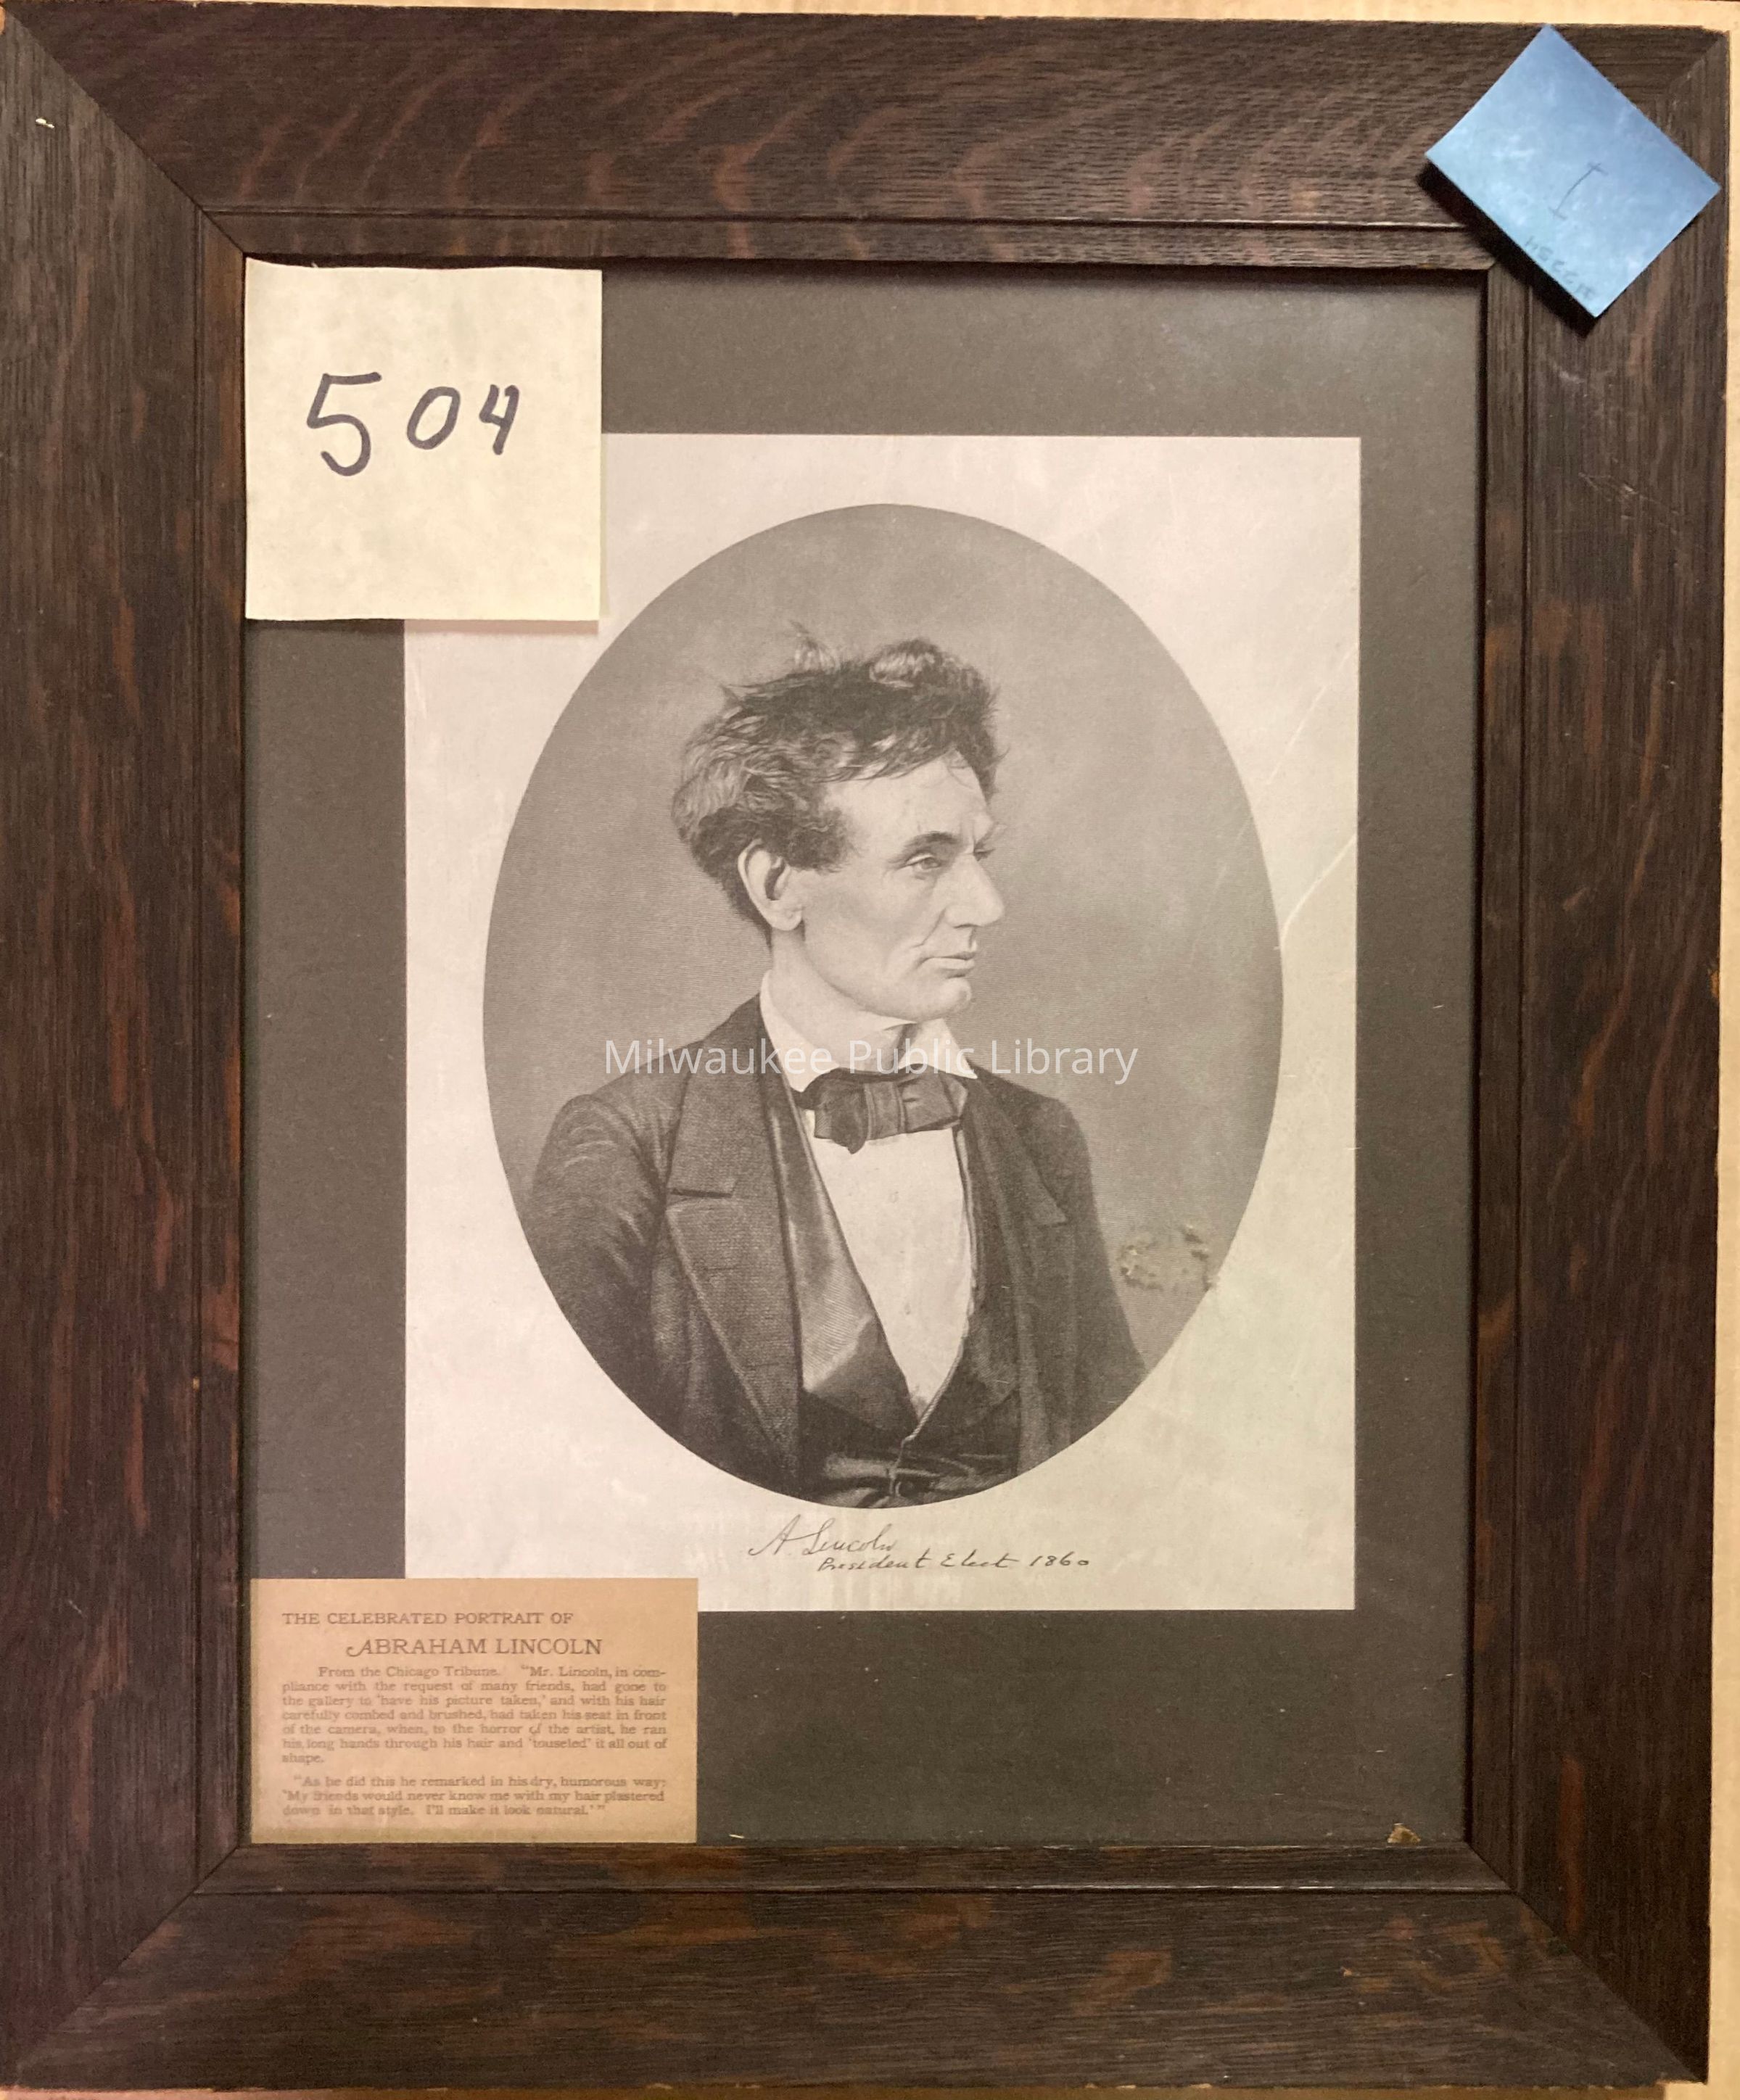 I
504
Milwaukee Public Library
A. Lincoln
President Elect 1860
THE CELEBRATED PORTRAIT OF
ABRAHAM LINCOLN
From the Chicago Tribune. "Mr. Lincoln, in com-
pliance with the request of many friends, had gone to
the gallery to 'have his picture taken,' and with his hair
carefully combed and brushed, had taken his seat in front
of the camera, when, to the horror of the artist, he ran
his long hands through his hair and 'touseled' it all out of
shape.
"As he did this he remarked in his dry, humorous way:
'My friends would never know me with my hair plastered
down in that style. I'll make it look natural.'"